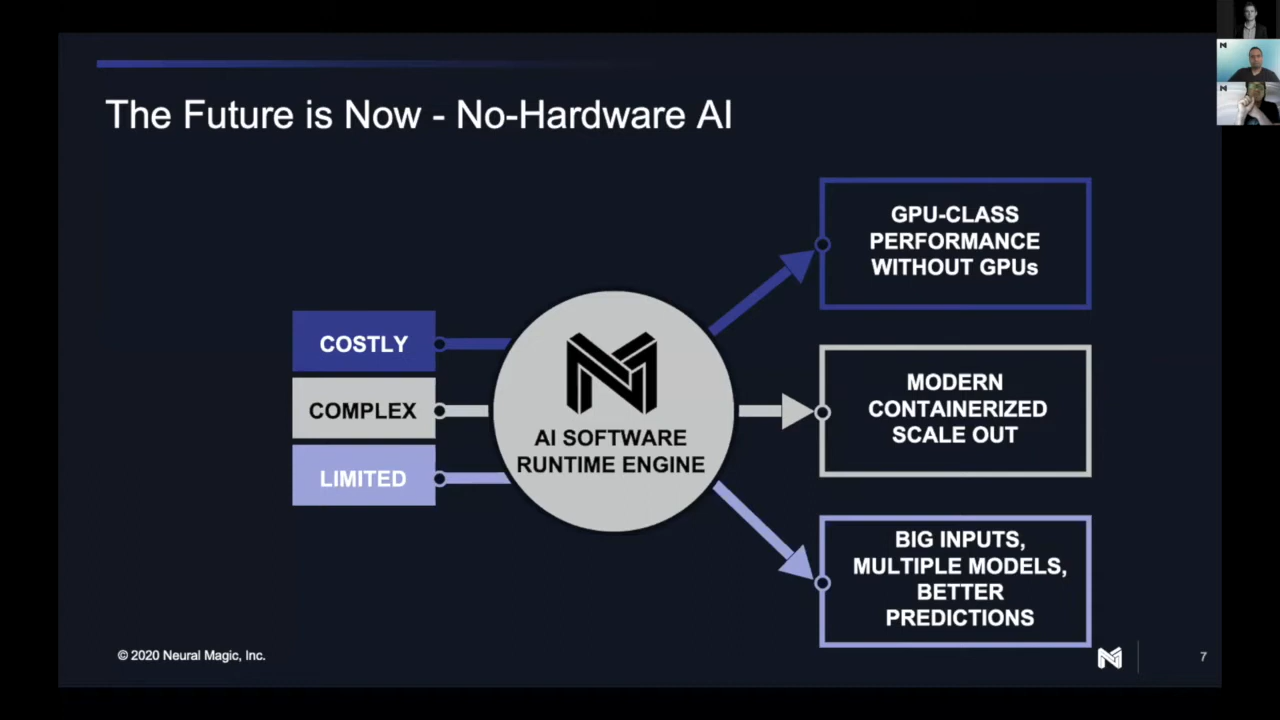 The Future is Now - No-Hardware AI
COSTLY
COMPLEX
LIMITED
AI SOFTWARE
RUNTIME ENGINE
GPU-CLASS
PERFORMANCE
WITHOUT GPUs
MODERN
CONTAINERIZED
SCALE OUT
BIG INPUTS,
MULTIPLE MODELS,
BETTER
PREDICTIONS
© 2020 Neural Magic, Inc.
7